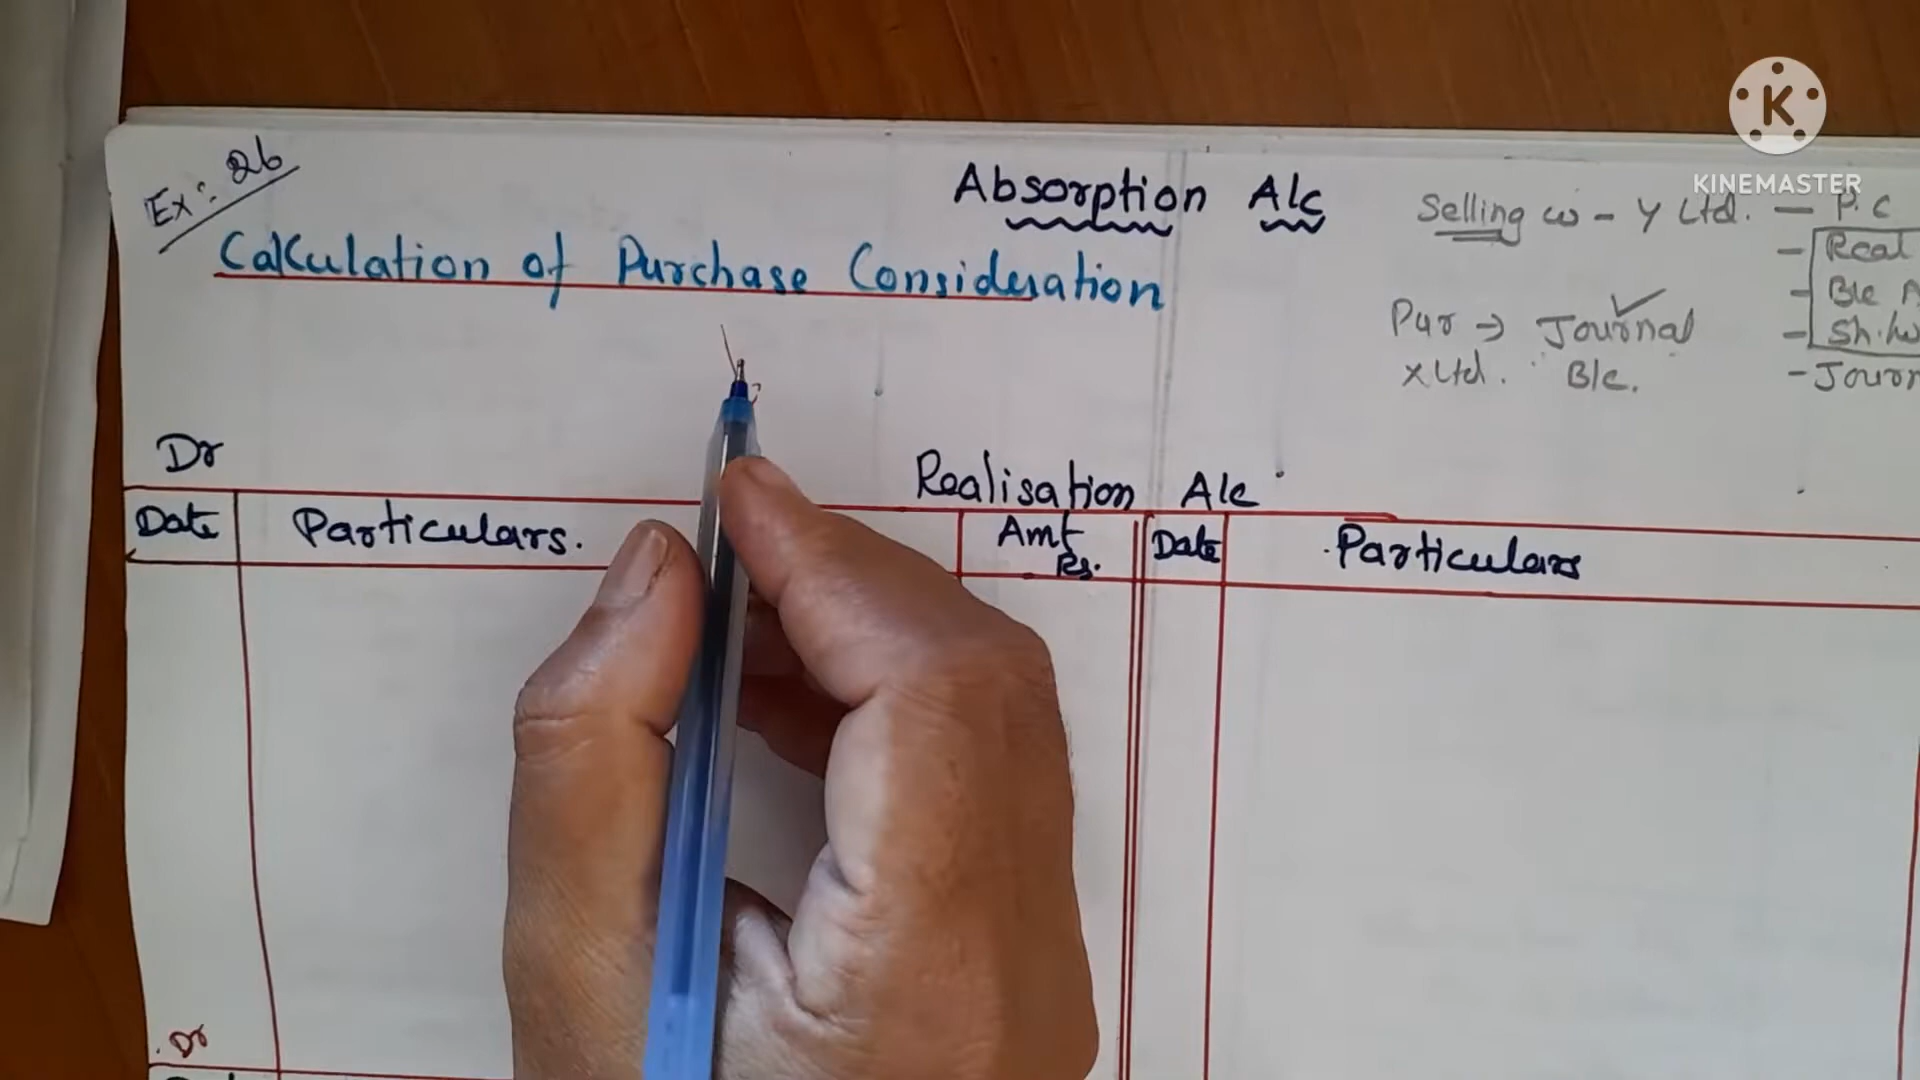 Ex: 26
Absorption A/c
Calculation of Purchase Consideration
Selling co - Y Ltd. - P.C
- Real
- B/c A
- Sh.
- Journ
Pur → Journal
X Ltd. B/c.
Dr
Realisation A/c
Date Particulars. Amt Rs. Date Particulars
Dr
K
KINEMASTER